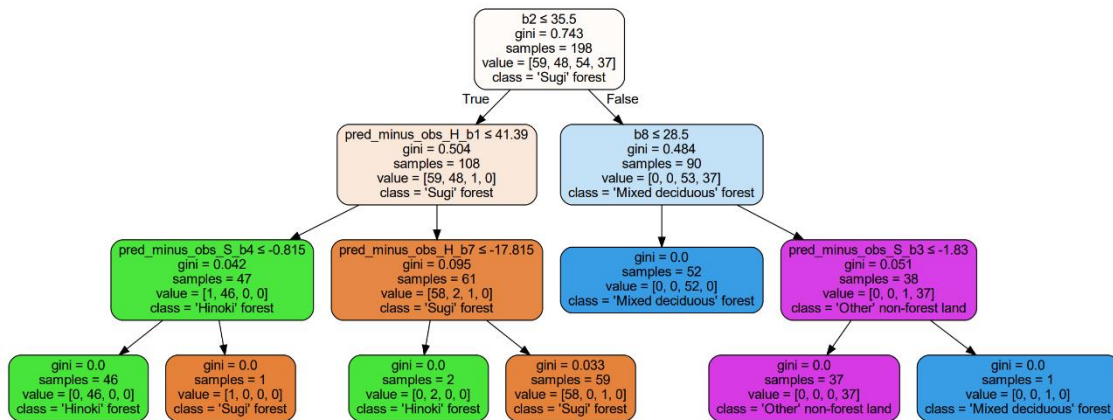 b2 ≤ 35.5
gini = 0.743
samples = 198
value = [59, 48, 54, 37]
class = 'Sugi' forest
True
False
pred_minus_obs_H_b1 ≤ 41.39
gini = 0.504
samples = 108
value = [59, 48, 1, 0]
class = 'Sugi' forest
b8 ≤ 28.5
gini = 0.484
samples = 90
value = [0, 0, 53, 37]
class = 'Mixed deciduous' forest
pred_minus_obs_S_b4 ≤ -0.815
gini = 0.042
samples = 47
value = [1, 46, 0, 0]
class = 'Hinoki' forest
pred_minus_obs_H_b7 ≤ -17.815
gini = 0.095
samples = 61
value = [58, 2, 1, 0]
class = 'Sugi' forest
gini = 0.0
samples = 52
value = [0, 0, 52, 0]
class = 'Mixed deciduous' forest
pred_minus_obs_S_b3 ≤ -1.83
gini = 0.051
samples = 38
value = [0, 0, 1, 37]
class = 'Other' non-forest land
gini = 0.0
samples = 46
value = [0, 46, 0, 0]
class = 'Hinoki' forest
gini = 0.0
samples = 1
value = [1, 0, 0, 0]
class = 'Sugi' forest
gini = 0.0
samples = 2
value = [0, 2, 0, 0]
class = 'Hinoki' forest
gini = 0.033
samples = 59
value = [58, 0, 1, 0]
class = 'Sugi' forest
gini = 0.0
samples = 37
value = [0, 0, 0, 37]
class = 'Other' non-forest land
gini = 0.0
samples = 1
value = [0, 0, 1, 0]
class = 'Mixed deciduous' forest